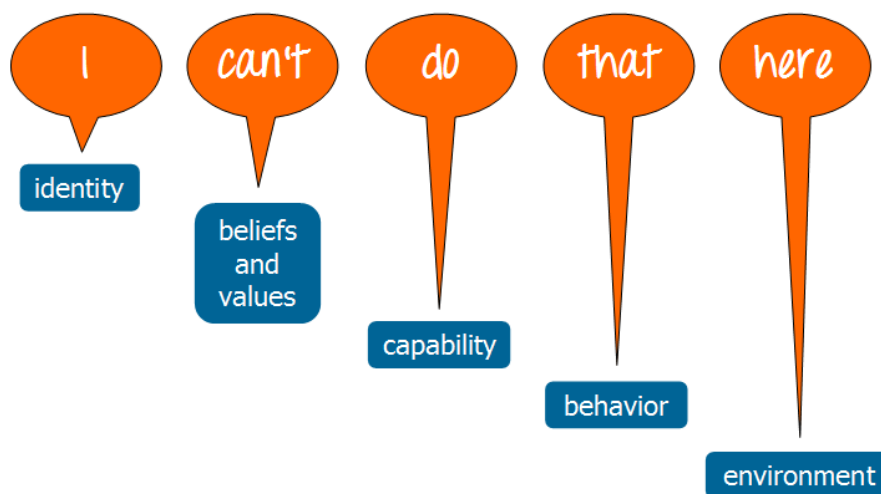 I can't do that here
identity
beliefs
and
values
capability
behavior
environment